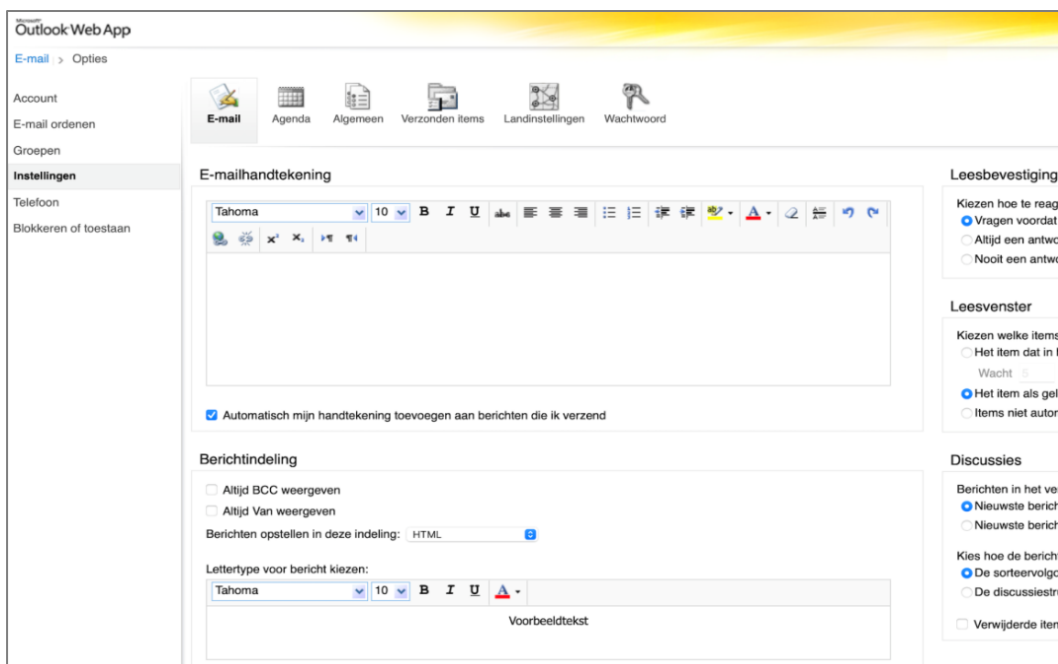 Microsoft®
Outlook Web App
E-mail > Opties
Account
E-mail ordenen
Groepen
Instellingen
Telefoon
Blokkeren of toestaan
E-mail
Agenda
Algemeen
Verzonden items
Landinstellingen
Wachtwoord
E-mailhandtekening
Tahoma 10 B I U abc
Automatisch mijn handtekening toevoegen aan berichten die ik verzend
Berichtindeling
Altijd BCC weergeven
Altijd Van weergeven
Berichten opstellen in deze indeling: HTML
Lettertype voor bericht kiezen:
Tahoma 10 B I U A
Voorbeeldtekst
Leesbevestiging
Kiezen hoe te reag
Vragen voordat
Altijd een antwo
Nooit een antwo
Leesvenster
Kiezen welke items
Het item dat in
Wacht 5
Het item als gel
Items niet autor
Discussies
Berichten in het ve
Nieuwste berich
Nieuwste berich
Kies hoe de bericht
De sorteervolgo
De discussiestr
Verwijderde iten